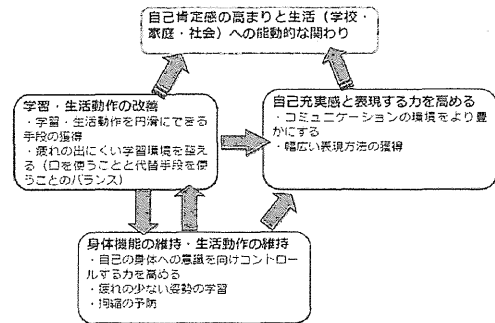 自己肯定感の高まりと生活（学校・
家庭・社会）への能動的な関わり
学習・生活動作の改善
・学習・生活動作を円滑にできる
手段の獲得
・疲れの出にくい学習環境を整える
（口を使うことと代替手段を使
うことのバランス）
自己充実感と表現する力を高める
・コミュニケーションの環境をより豊
かにする
・幅広い表現方法の獲得
身体機能の維持・生活動作の維持
・自己の身体への意識を向けコントロー
ルする力を高める
・疲れの少ない姿勢の学習
・拘縮の予防